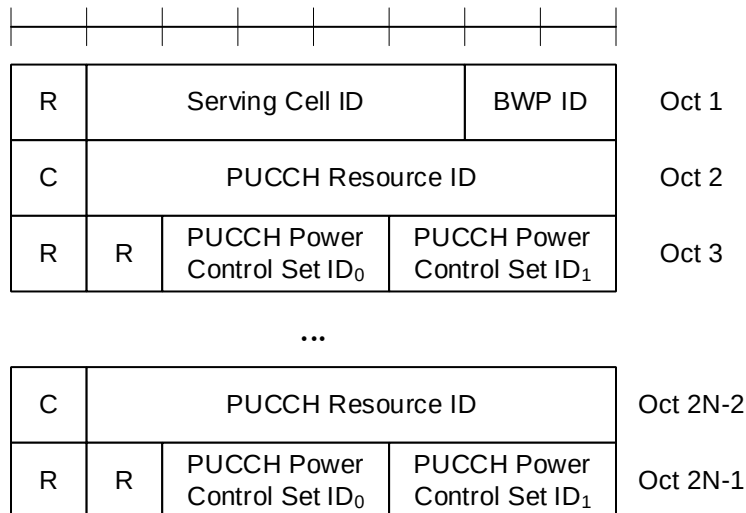 R Serving Cell ID BWP ID Oct 1
C PUCCH Resource ID Oct 2
R R PUCCH Power Control Set ID₀ PUCCH Power Control Set ID₁ Oct 3
...
C PUCCH Resource ID Oct 2N-2
R R PUCCH Power Control Set ID₀ PUCCH Power Control Set ID₁ Oct 2N-1